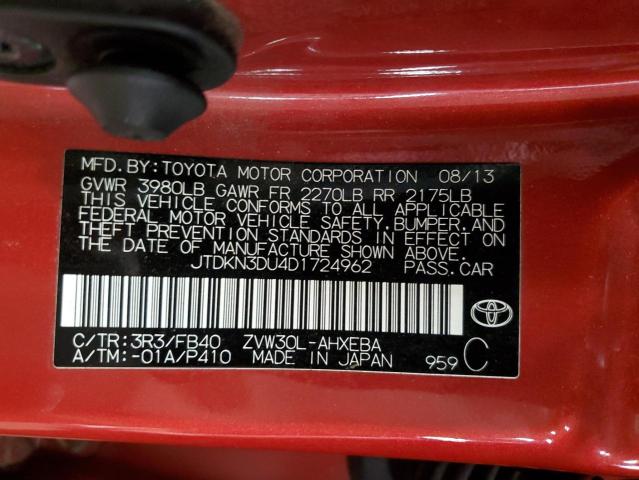 MFD.BY:TOYOTA MOTOR CORPORATION 08/13
GVWR 3980LB GAWR FR 2270LB RR 2175LB
THIS VEHICLE CONFORMS TO ALL APPLICABLE
FEDERAL MOTOR VEHICLE SAFETY,BUMPER,AND
THEFT PREVENTION STANDARDS IN EFFECT ON
THE DATE OF MANUFACTURE SHOWN ABOVE.
JTDKN3DU4D1724962 PASS.CAR
C/TR:3R3/FB40 ZVW30L-AHXEBA
A/TM:-01A/P410 MADE IN JAPAN 959 C